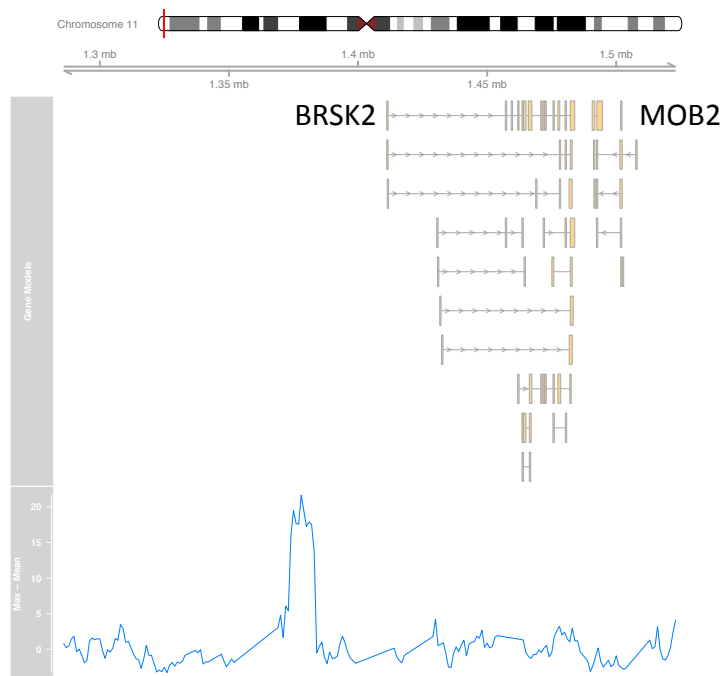 Chromosome 11
1.3 mb
1.4 mb
1.5 mb
1.35 mb
1.45 mb
BRSK2
MOB2
Gene Models
Max − Mean
20
15
10
5
0